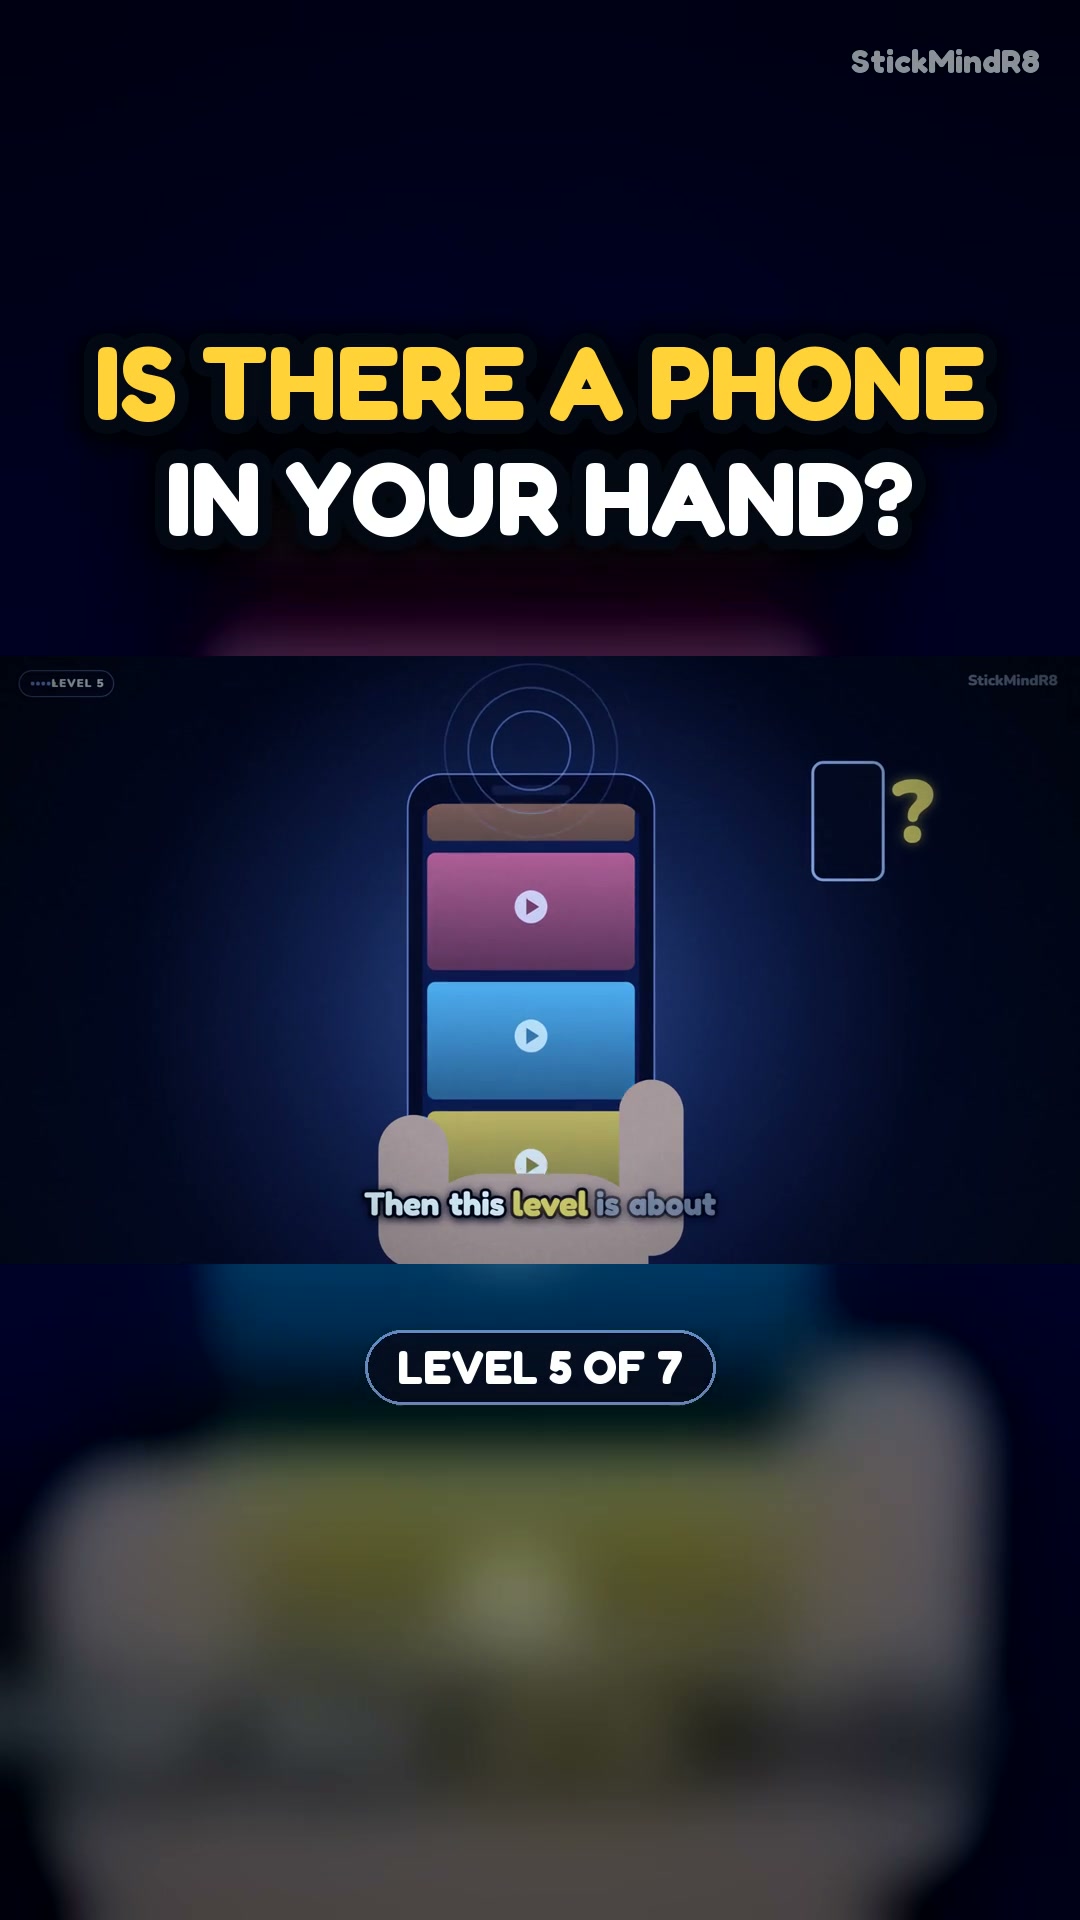 StickMindR8
IS THERE A PHONE
IN YOUR HAND?
LEVEL 5
StickMindR8
?
Then this level is about
LEVEL 5 OF 7